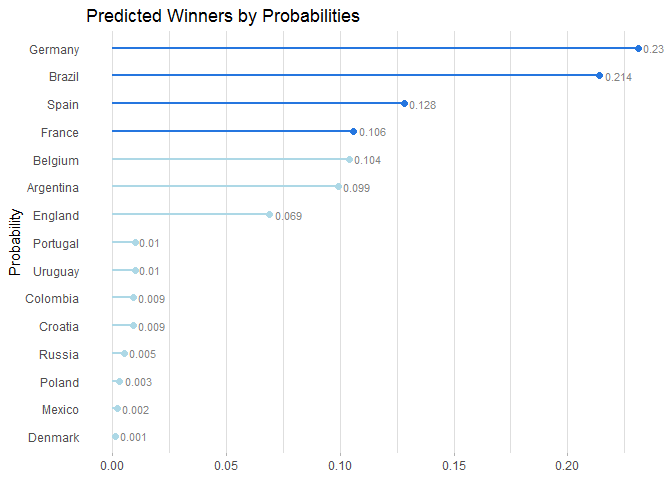 Predicted Winners by Probabilities
Germany 0.23
Brazil 0.214
Spain 0.128
France 0.106
Belgium 0.104
Argentina 0.099
England 0.069
Portugal 0.01
Uruguay 0.01
Colombia 0.009
Croatia 0.009
Russia 0.005
Poland 0.003
Mexico 0.002
Denmark 0.001
Probability
0.00 0.05 0.10 0.15 0.20